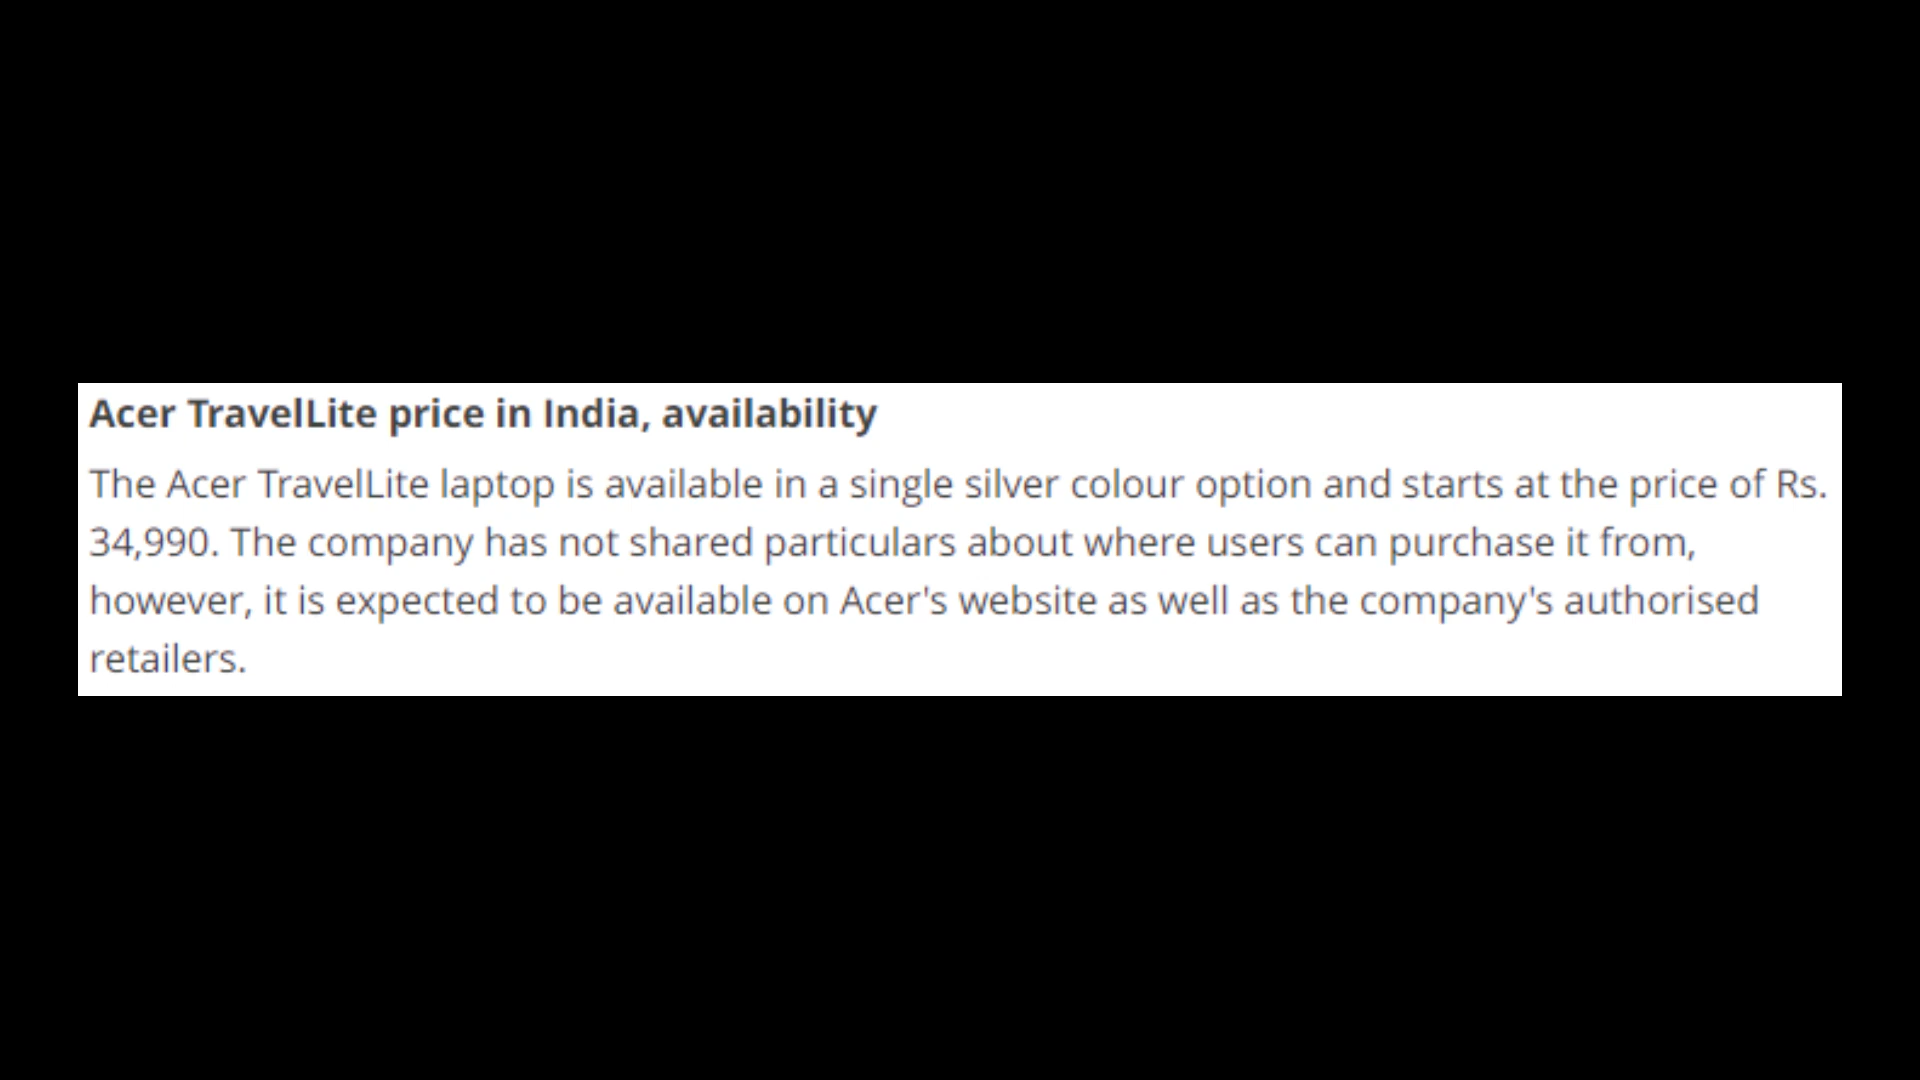 Acer TravelLite price in India, availability
The Acer TravelLite laptop is available in a single silver colour option and starts at the price of Rs.
34,990. The company has not shared particulars about where users can purchase it from,
however, it is expected to be available on Acer's website as well as the company's authorised
retailers.